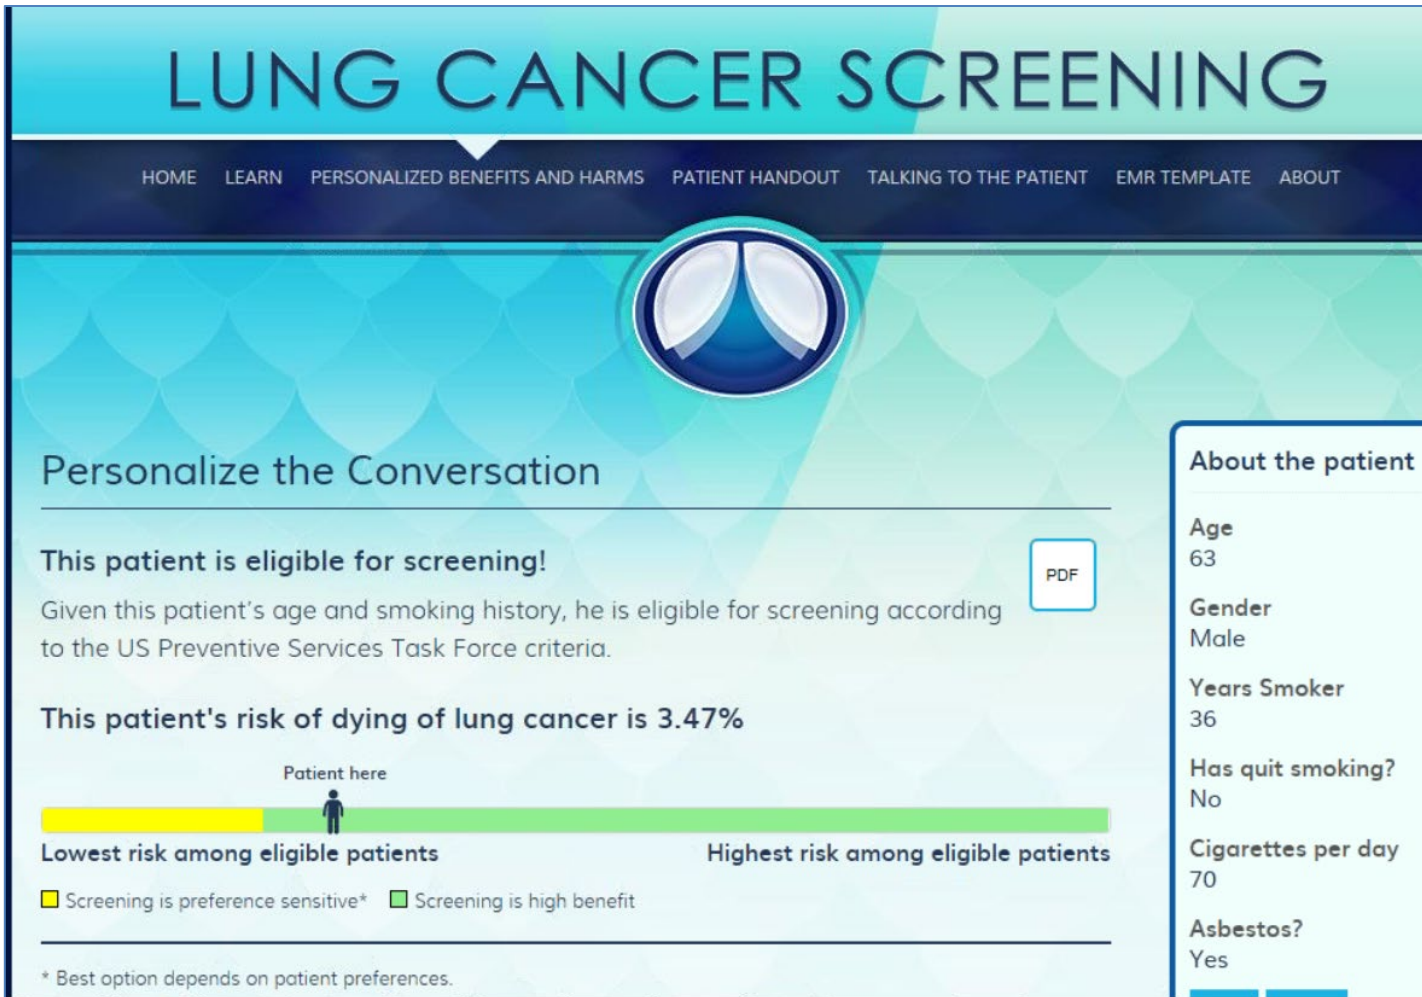 LUNG CANCER SCREENING
HOME LEARN PERSONALIZED BENEFITS AND HARMS PATIENT HANDOUT TALKING TO THE PATIENT EMR TEMPLATE ABOUT
Personalize the Conversation
This patient is eligible for screening!
PDF
Given this patient's age and smoking history, he is eligible for screening according
to the US Preventive Services Task Force criteria.
This patient's risk of dying of lung cancer is 3.47%
Patient here
Lowest risk among eligible patients Highest risk among eligible patients
Screening is preference sensitive* Screening is high benefit
* Best option depends on patient preferences.
About the patient
Age
63
Gender
Male
Years Smoker
36
Has quit smoking?
No
Cigarettes per day
70
Asbestos?
Yes